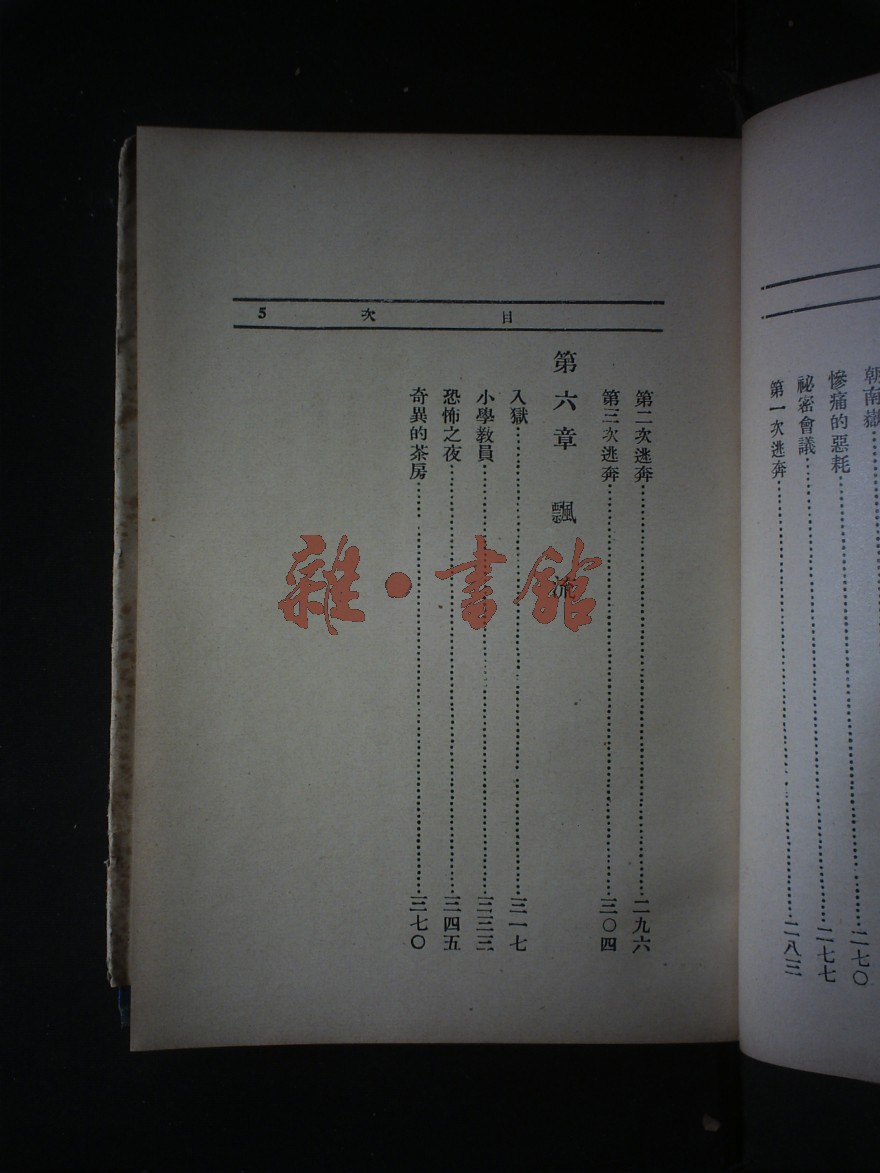 朝南嶽……二七〇
慘痛的惡耗……二七七
祕密會議
第一次逃奔……二八三
目 次 5
第二次逃奔……二九六
第三次逃奔……三〇四
第六章 飄流
入獄……三一七
小學教員……三三三
恐怖之夜……三四五
奇異的茶房……三七〇
雜·書館